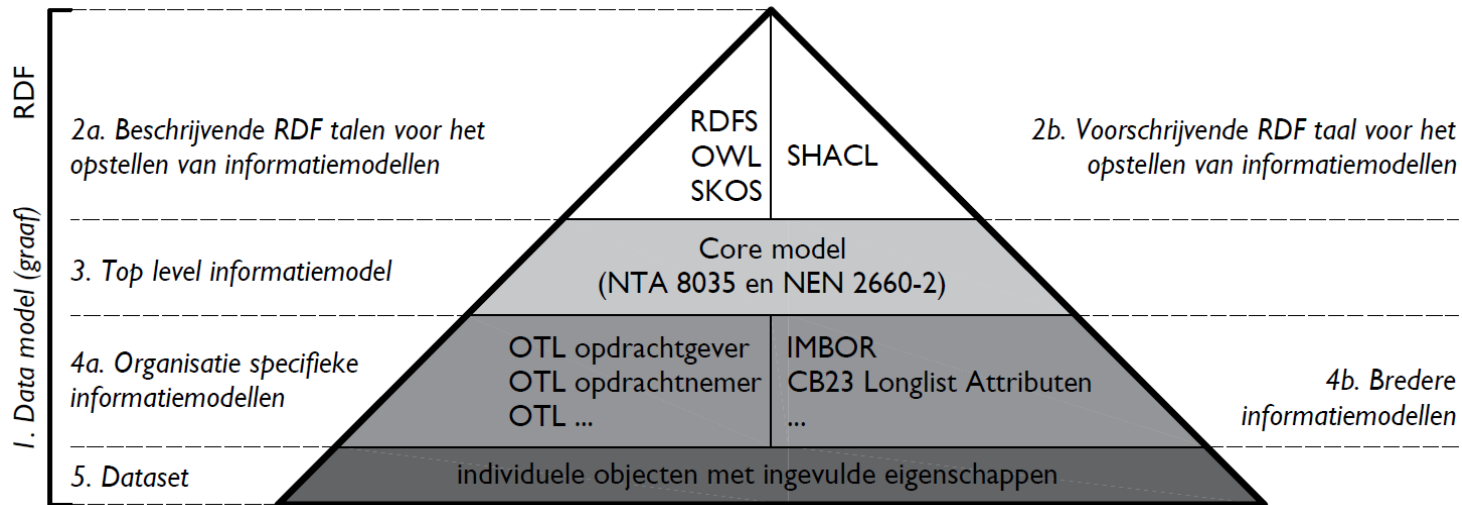 RDF
1. Data model (graaf)
2a. Beschrijvende RDF talen voor het
opstellen van informatiemodellen
RDFS
OWL
SKOS
SHACL
2b. Voorschrijvende RDF taal voor het
opstellen van informatiemodellen
3. Top level informatiemodel
Core model
(NTA 8035 en NEN 2660-2)
4a. Organisatie specifieke
informatiemodellen
OTL opdrachtgever
OTL opdrachtnemer
OTL ...
IMBOR
CB23 Longlist Attributen
...
4b. Bredere
informatiemodellen
5. Dataset
individuele objecten met ingevulde eigenschappen